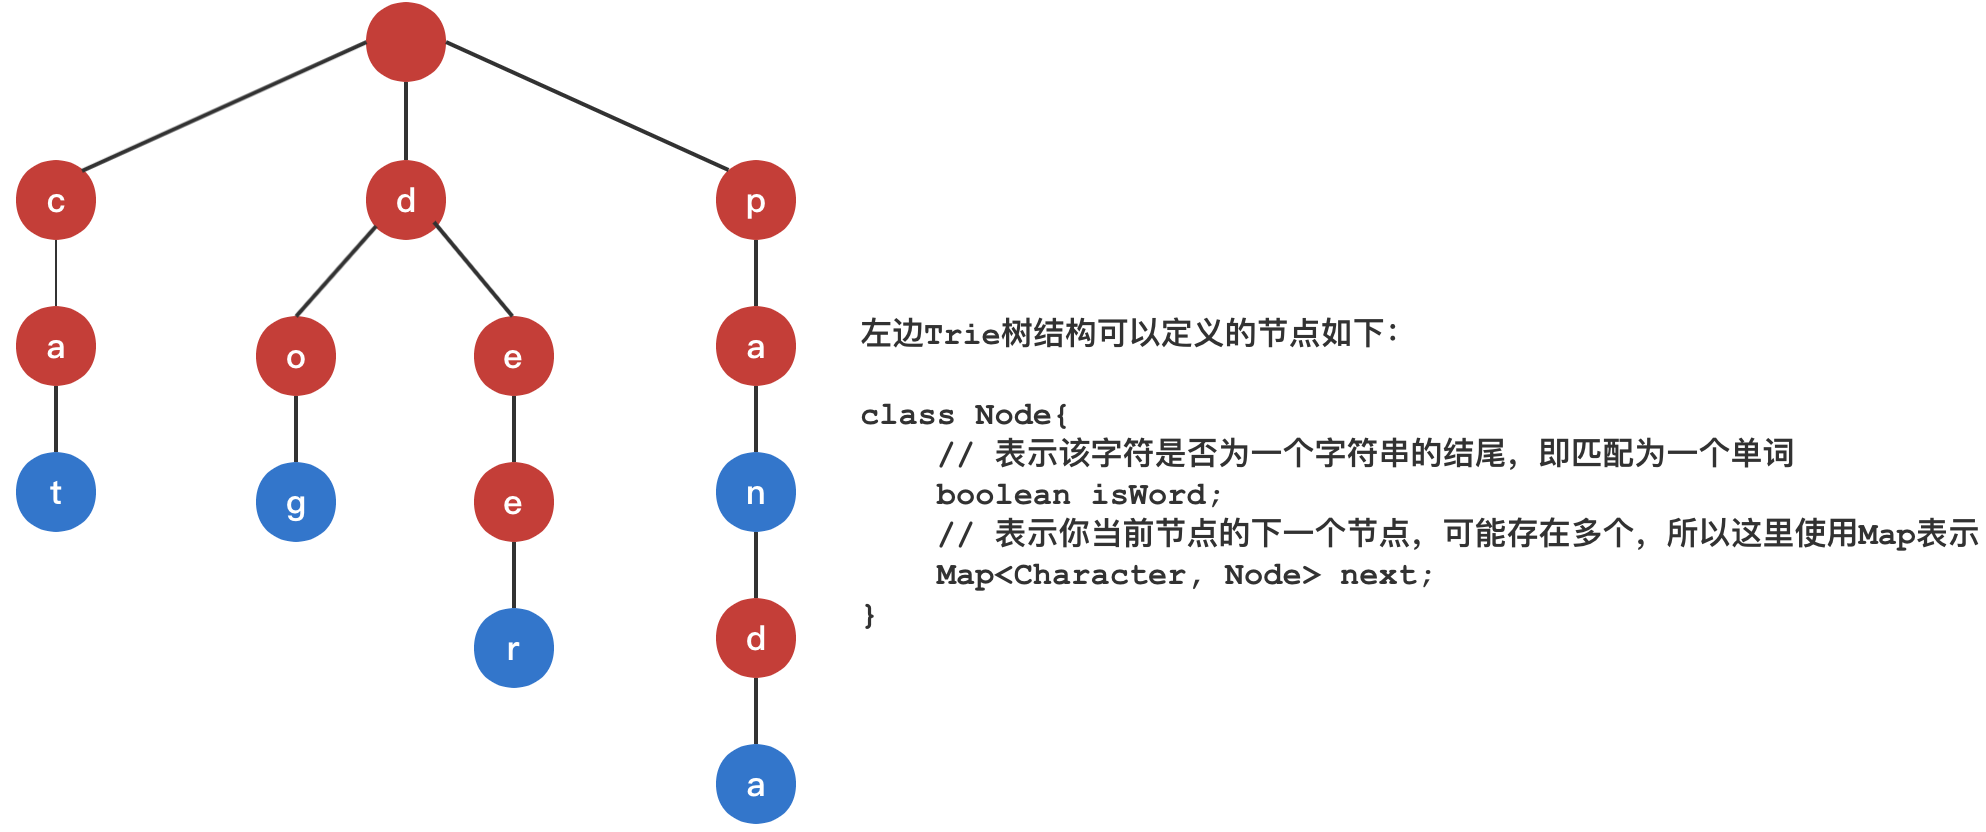 c
d
p
a
o
e
a
t
g
e
n
r
d
a
左边Trie树结构可以定义的节点如下：
class Node{
// 表示该字符是否为一个字符串的结尾，即匹配为一个单词
boolean isWord;
// 表示你当前节点的下一个节点，可能存在多个，所以这里使用Map表示
Map<Character, Node> next;
}